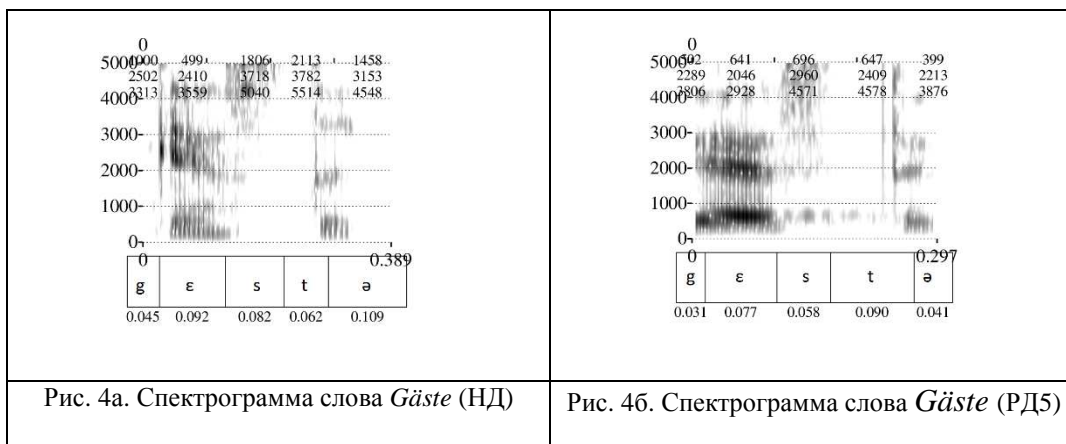 0
5000 1000 499 1806 2113 1458
2502 2410 3718 3782 3153
4000 3313 3559 5040 5514 4548
3000
2000
1000
0
0 0.389
g ɛ s t ə
0.045 0.092 0.082 0.062 0.109
Рис. 4а. Спектрограмма слова Gäste (НД)
0
5000 502 641 696 647 399
2289 2046 2960 2409 2213
4000 3806 2928 4571 4578 3876
3000
2000
1000
0
0 0.297
g ɛ s t ə
0.031 0.077 0.058 0.090 0.041
Рис. 4б. Спектрограмма слова Gäste (РД5)